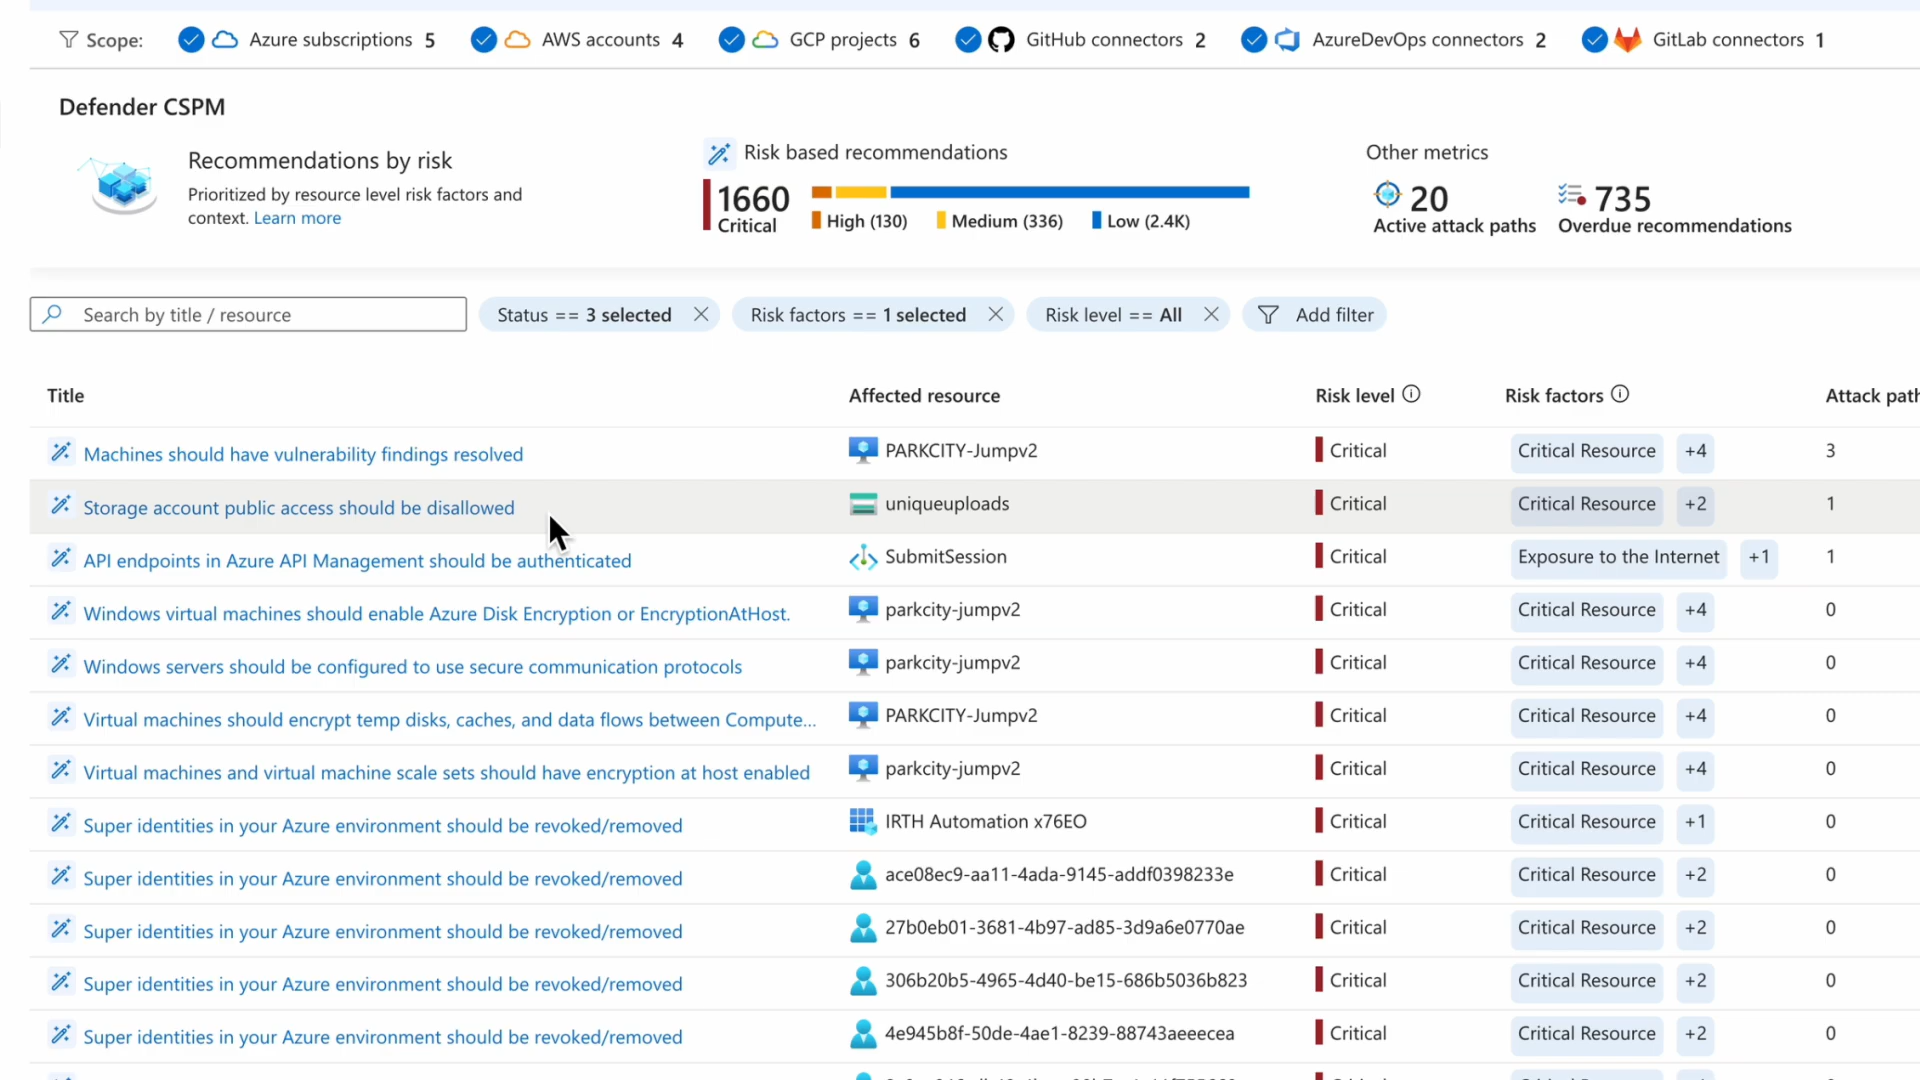 Scope: Azure subscriptions 5 AWS accounts 4 GCP projects 6 GitHub connectors 2 AzureDevOps connectors 2 GitLab connectors 1
Defender CSPM
Recommendations by risk
Prioritized by resource level risk factors and
context. Learn more
Risk based recommendations
1660
Critical
High (130) Medium (336) Low (2.4K)
Other metrics
20
Active attack paths
735
Overdue recommendations
Search by title / resource Status == 3 selected Risk factors == 1 selected Risk level == All Add filter
Title Affected resource Risk level Risk factors Attack path
Machines should have vulnerability findings resolved PARKCITY-Jumpv2 Critical Critical Resource +4 3
Storage account public access should be disallowed uniqueuploads Critical Critical Resource +2 1
API endpoints in Azure API Management should be authenticated SubmitSession Critical Exposure to the Internet +1 1
Windows virtual machines should enable Azure Disk Encryption or EncryptionAtHost. parkcity-jumpv2 Critical Critical Resource +4 0
Windows servers should be configured to use secure communication protocols parkcity-jumpv2 Critical Critical Resource +4 0
Virtual machines should encrypt temp disks, caches, and data flows between Compute... PARKCITY-Jumpv2 Critical Critical Resource +4 0
Virtual machines and virtual machine scale sets should have encryption at host enabled parkcity-jumpv2 Critical Critical Resource +4 0
Super identities in your Azure environment should be revoked/removed IRTH Automation x76EO Critical Critical Resource +1 0
Super identities in your Azure environment should be revoked/removed ace08ec9-aa11-4ada-9145-addf0398233e Critical Critical Resource +2 0
Super identities in your Azure environment should be revoked/removed 27b0eb01-3681-4b97-ad85-3d9a6e0770ae Critical Critical Resource +2 0
Super identities in your Azure environment should be revoked/removed 306b20b5-4965-4d40-be15-686b5036b823 Critical Critical Resource +2 0
Super identities in your Azure environment should be revoked/removed 4e945b8f-50de-4ae1-8239-88743aeeecea Critical Critical Resource +2 0